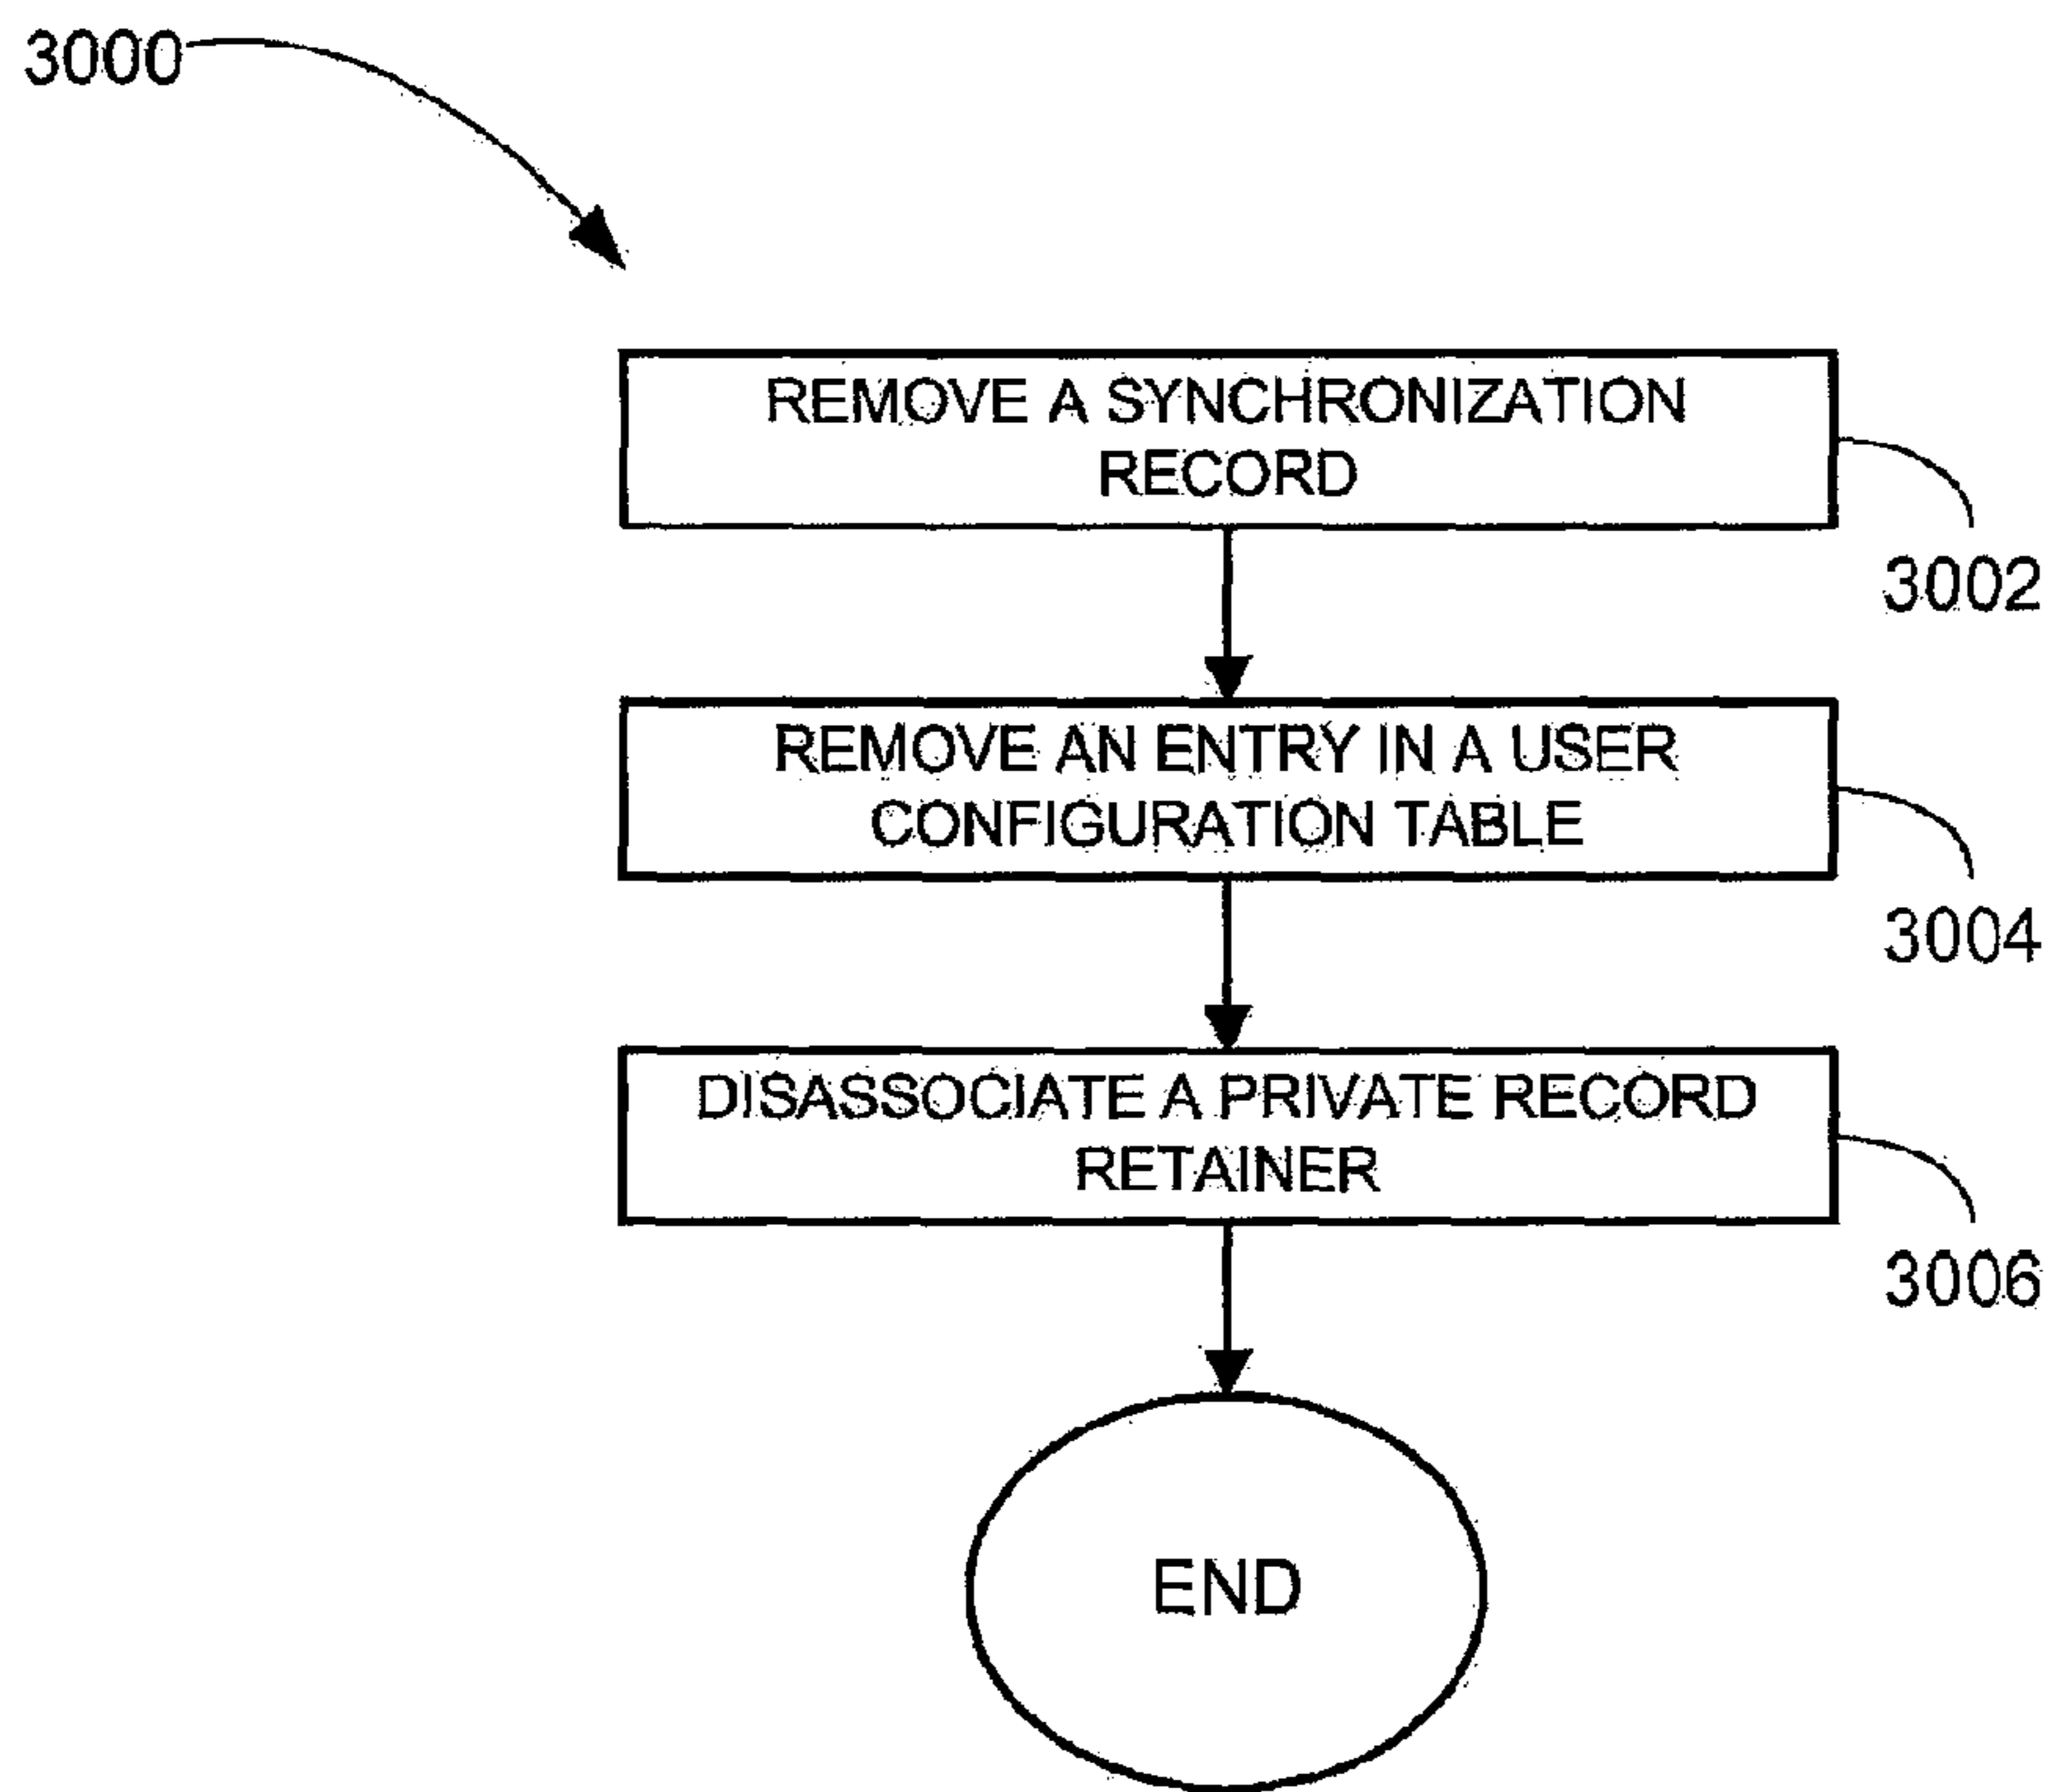 3000
REMOVE A SYNCHRONIZATION
RECORD
3002
REMOVE AN ENTRY IN A USER
CONFIGURATION TABLE
3004
DISASSOCIATE A PRIVATE RECORD
RETAINER
3006
END